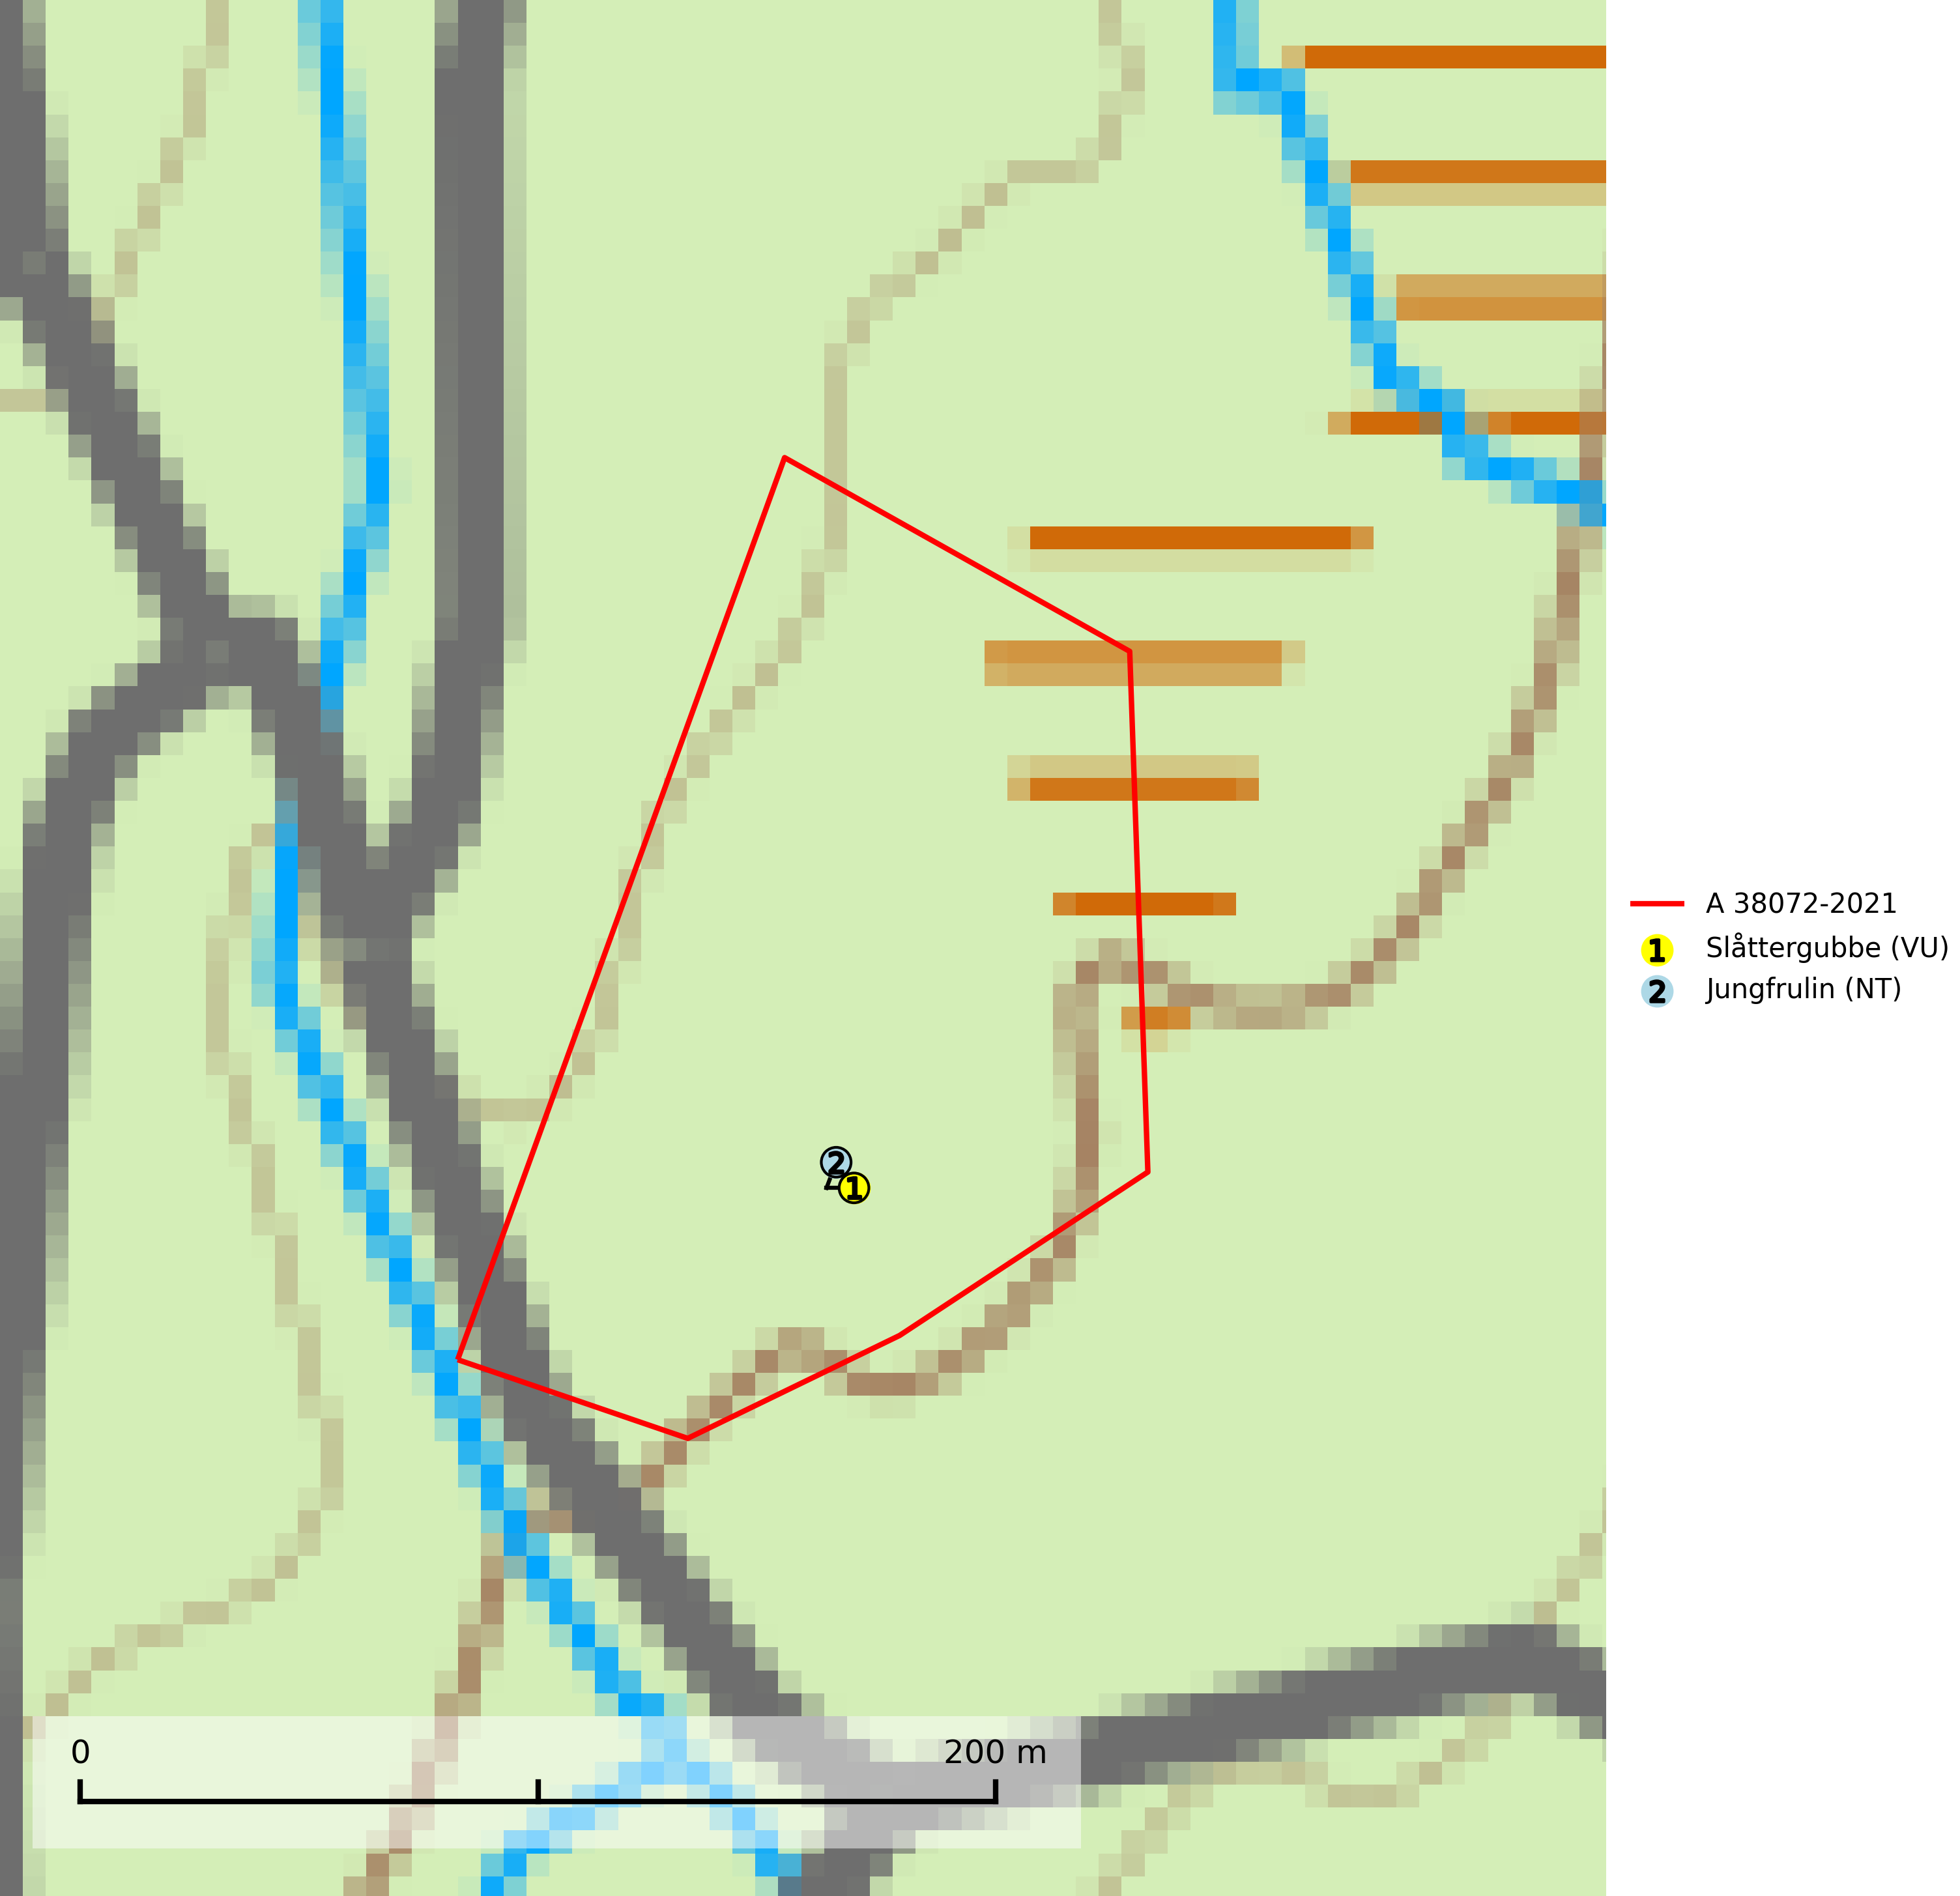 A 38072-2021
1 Slåttergubbe (VU)
2 Jungfrulin (NT)
2
1
0 200 m